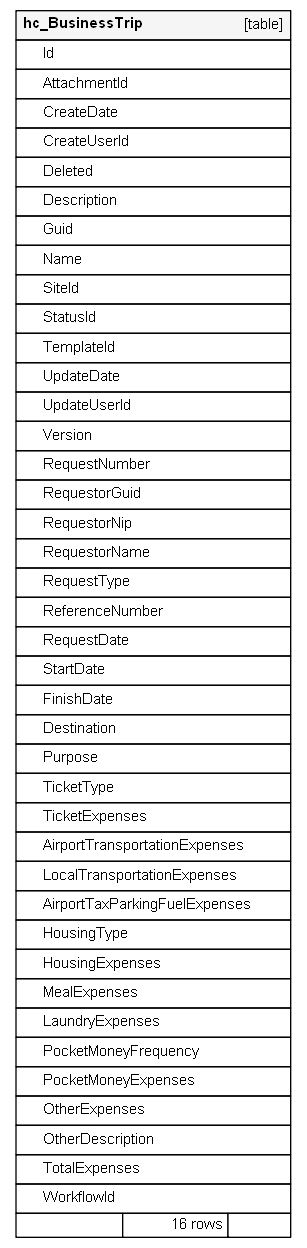 hc_BusinessTrip [table]
Id
AttachmentId
CreateDate
CreateUserId
Deleted
Description
Guid
Name
SiteId
StatusId
TemplateId
UpdateDate
UpdateUserId
Version
RequestNumber
RequestorGuid
RequestorNip
RequestorName
RequestType
ReferenceNumber
RequestDate
StartDate
FinishDate
Destination
Purpose
TicketType
TicketExpenses
AirportTransportationExpenses
LocalTransportationExpenses
AirportTaxParkingFuelExpenses
HousingType
HousingExpenses
MealExpenses
LaundryExpenses
PocketMoneyFrequency
PocketMoneyExpenses
OtherExpenses
OtherDescription
TotalExpenses
WorkflowId
16 rows